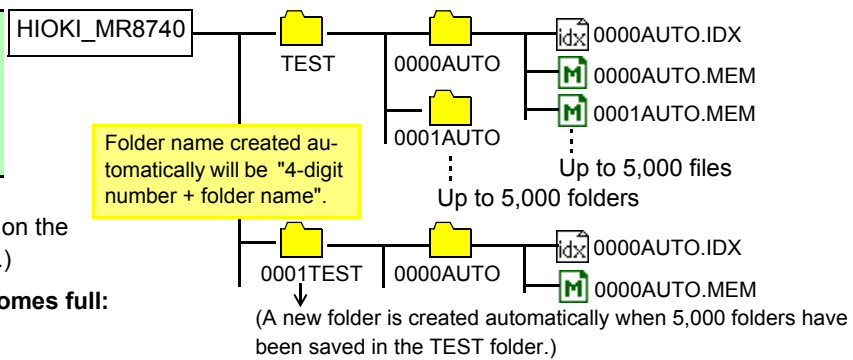 HIOKI_MR8740
TEST
0000AUTO
idx 0000AUTO.IDX
M 0000AUTO.MEM
M 0001AUTO.MEM
0001AUTO
Folder name created au-
tomatically will be "4-digit
number + folder name".
Up to 5,000 files
Up to 5,000 folders
on the
.)
omes full:
0001TEST
0000AUTO
idx 0000AUTO.IDX
M 0000AUTO.MEM
(A new folder is created automatically when 5,000 folders have
been saved in the TEST folder.)